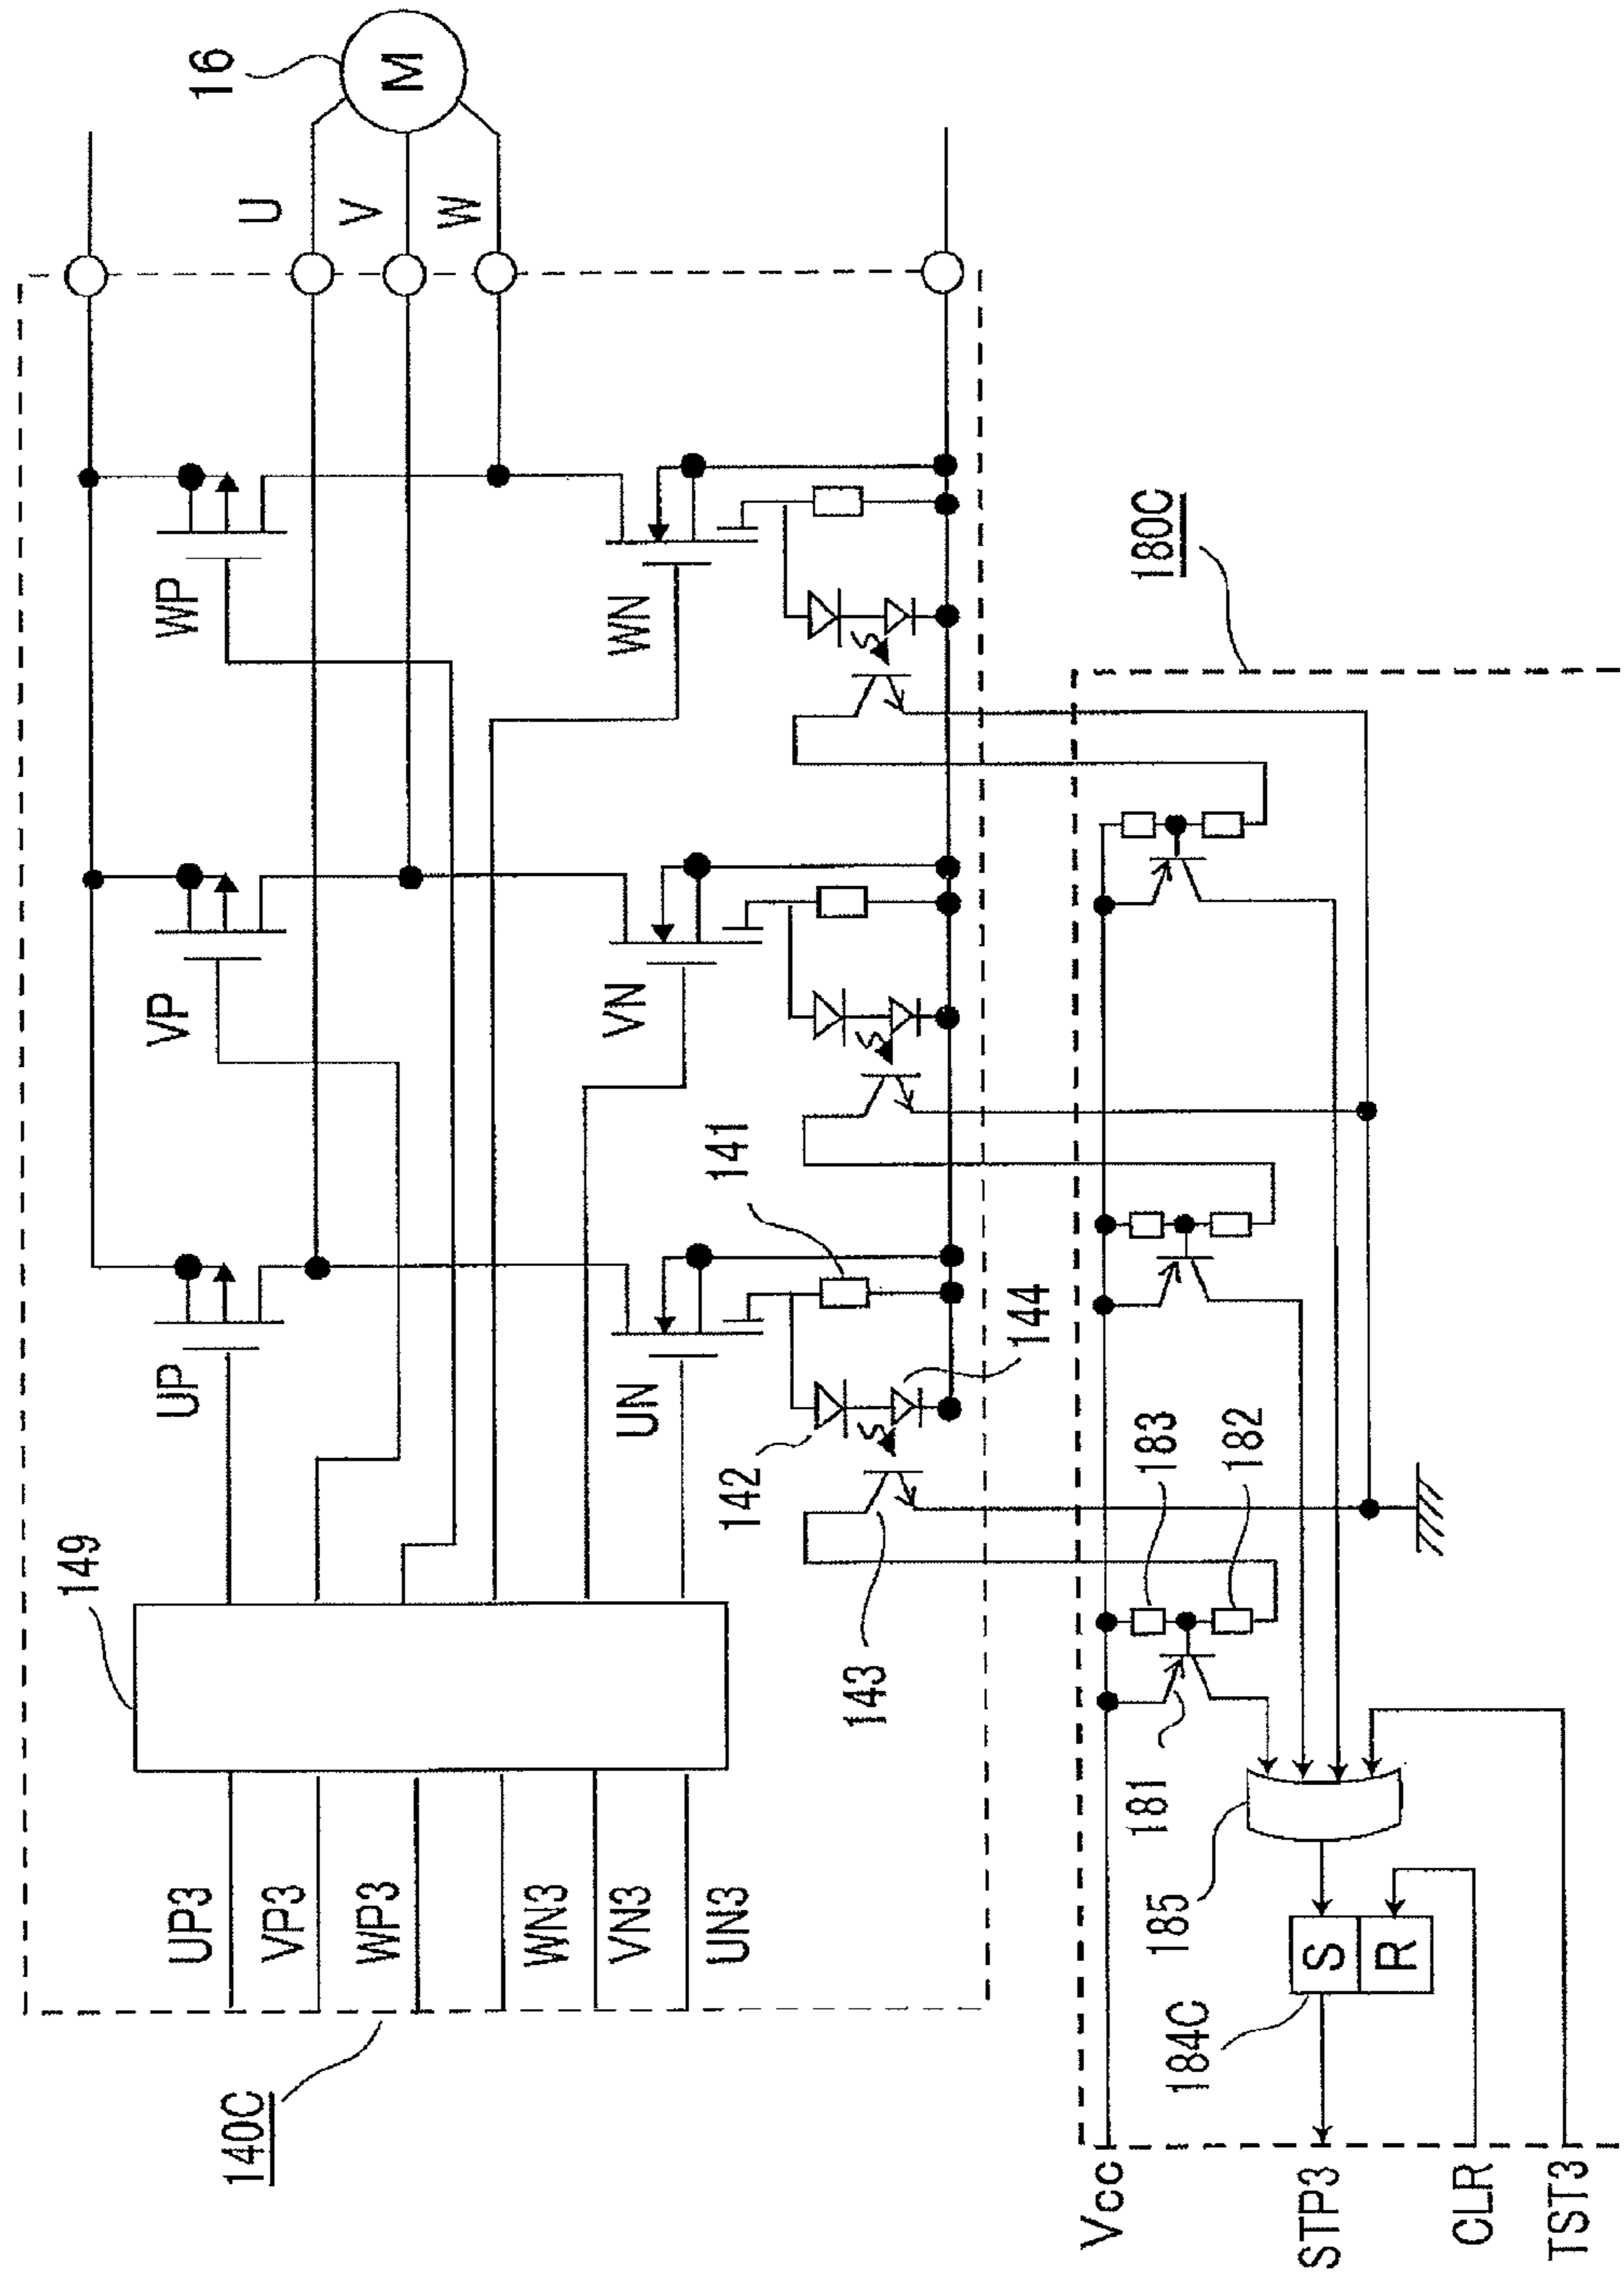 16
M
U
V
W
WP
WN
VP
VN
UP
UN
141
144
142
143
149
UP3
VP3
WP3
WN3
VN3
UN3
140C
180C
183
182
181
185
S
R
184C
Vcc
STP3
CLR
TST3